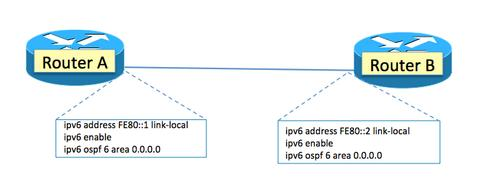 Router A
Router B
ipv6 address FE80::1 link-local
ipv6 enable
ipv6 ospf 6 area 0.0.0.0
ipv6 address FE80::2 link-local
ipv6 enable
ipv6 ospf 6 area 0.0.0.0